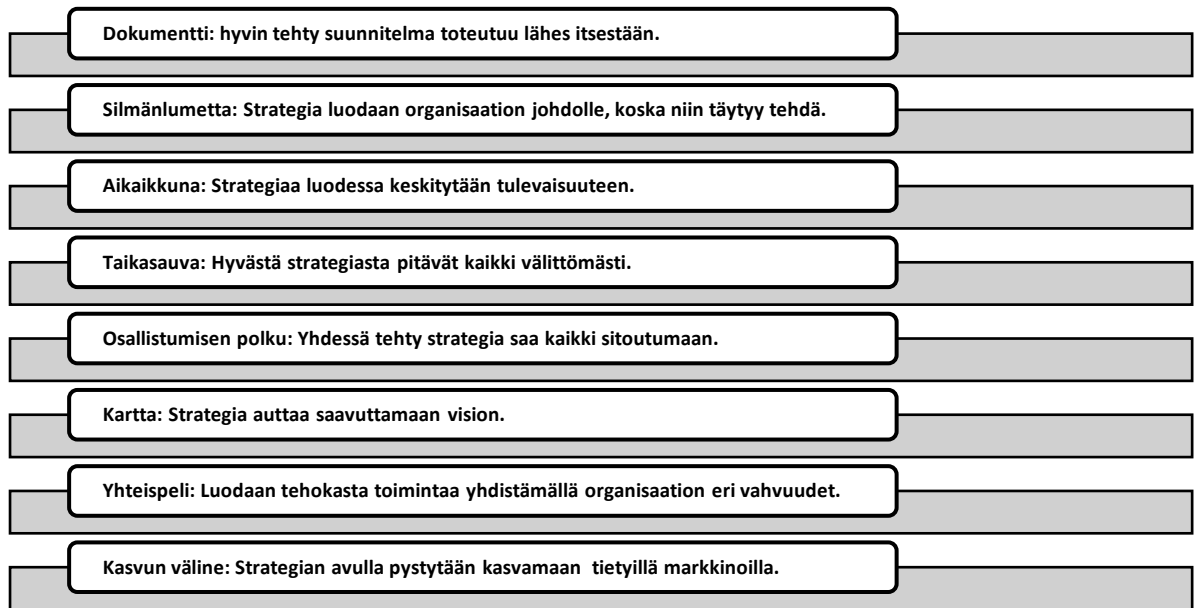 Dokumentti: hyvin tehty suunnitelma toteutuu lähes itsestään.
Silmänlumetta: Strategia luodaan organisaation johdolle, koska niin täytyy tehdä.
Aikaikkuna: Strategiaa luodessa keskitytään tulevaisuuteen.
Taikasauva: Hyvästä strategiasta pitävät kaikki välittömästi.
Osallistumisen polku: Yhdessä tehty strategia saa kaikki sitoutumaan.
Kartta: Strategia auttaa saavuttamaan vision.
Yhteispeli: Luodaan tehokasta toimintaa yhdistämällä organisaation eri vahvuudet.
Kasvun väline: Strategian avulla pystytään kasvamaan tietyillä markkinoilla.